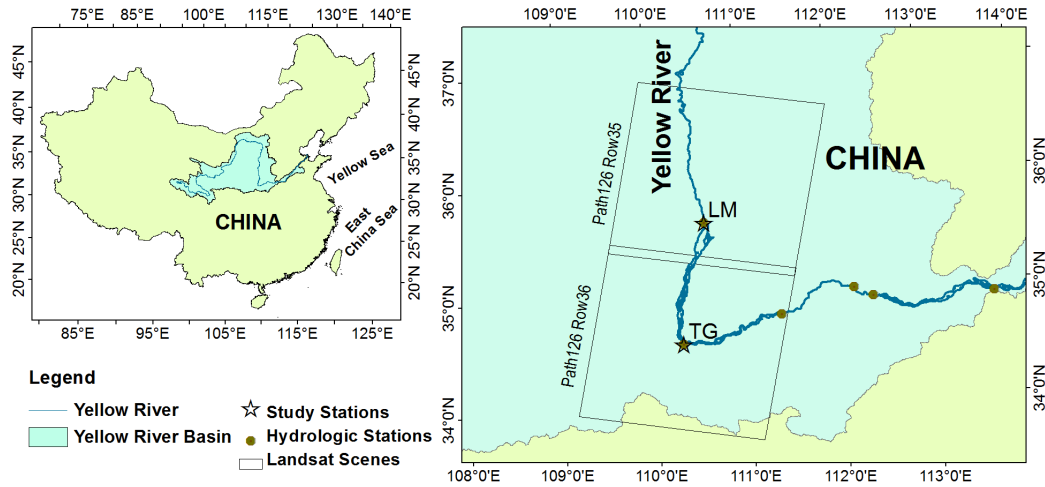 75°E 85°E 95°E 105°E 115°E 130°E 140°E
45°N
40°N
35°N
30°N
25°N
20°N
45°N
40°N
35°N
30°N
25°N
20°N
Yellow Sea
East
China Sea
CHINA
85°E 95°E 105°E 115°E 125°E
Legend
Yellow River
Yellow River Basin
Study Stations
Hydrologic Stations
Landsat Scenes
109°0'E 110°0'E 111°0'E 112°0'E 113°0'E 114°0'E
37°0'N
36°0'N
35°0'N
34°0'N
Yellow River
Path126 Row35
CHINA
LM
Path126 Row36
TG
36°0'N
35°0'N
34°0'N
108°0'E 109°0'E 110°0'E 111°0'E 112°0'E 113°0'E